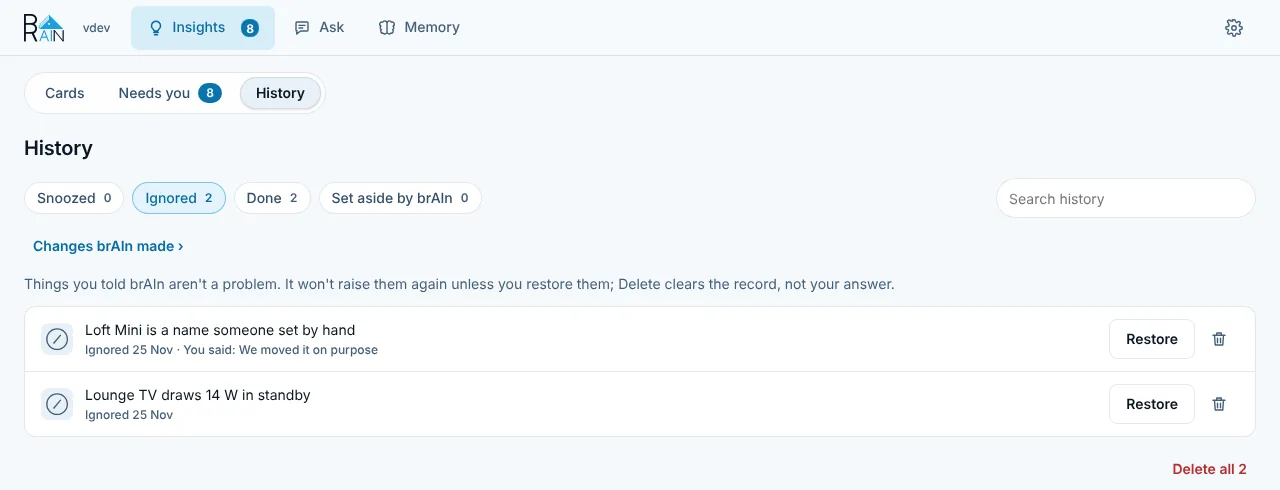 BRAIN vdev Insights 8 Ask Memory
Cards Needs you 8 History
History
Snoozed 0 Ignored 2 Done 2 Set aside by brAIn 0 Search history
Changes brAIn made ›
Things you told brAIn aren't a problem. It won't raise them again unless you restore them; Delete clears the record, not your answer.
Loft Mini is a name someone set by hand
Ignored 25 Nov · You said: We moved it on purpose
Restore
Lounge TV draws 14 W in standby
Ignored 25 Nov
Restore
Delete all 2